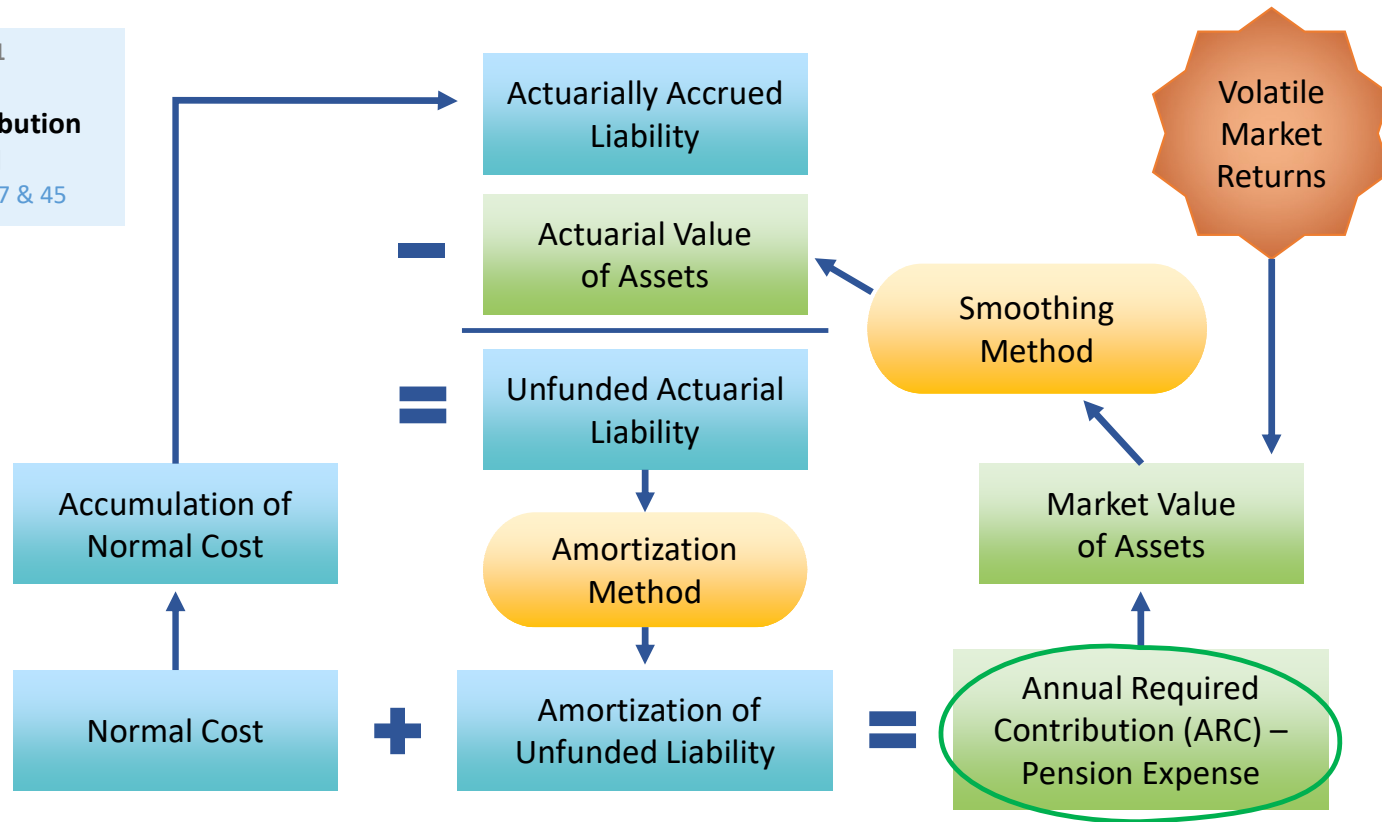 bution
7 & 45
Actuarially Accrued
Liability
Volatile
Market
Returns
Actuarial Value
of Assets
Smoothing
Method
Unfunded Actuarial
Liability
Accumulation of
Normal Cost
Amortization
Method
Market Value
of Assets
Normal Cost
+
Amortization of
Unfunded Liability
=
Annual Required
Contribution (ARC) –
Pension Expense